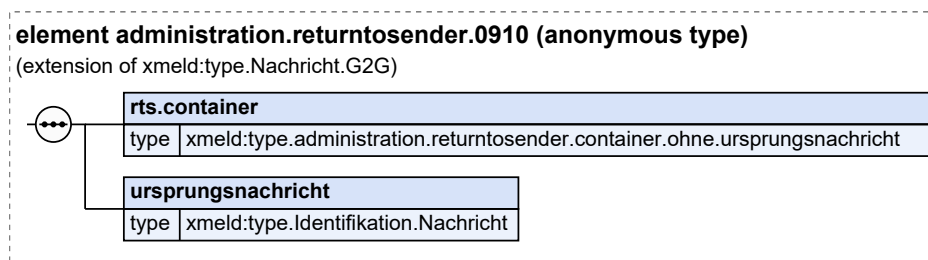 element administration.returntosender.0910 (anonymous type)
(extension of xmeld:type.Nachricht.G2G)
rts.container
type xmeld:type.administration.returntosender.container.ohne.ursprungsnachricht
ursprungsnachricht
type xmeld:type.Identifikation.Nachricht